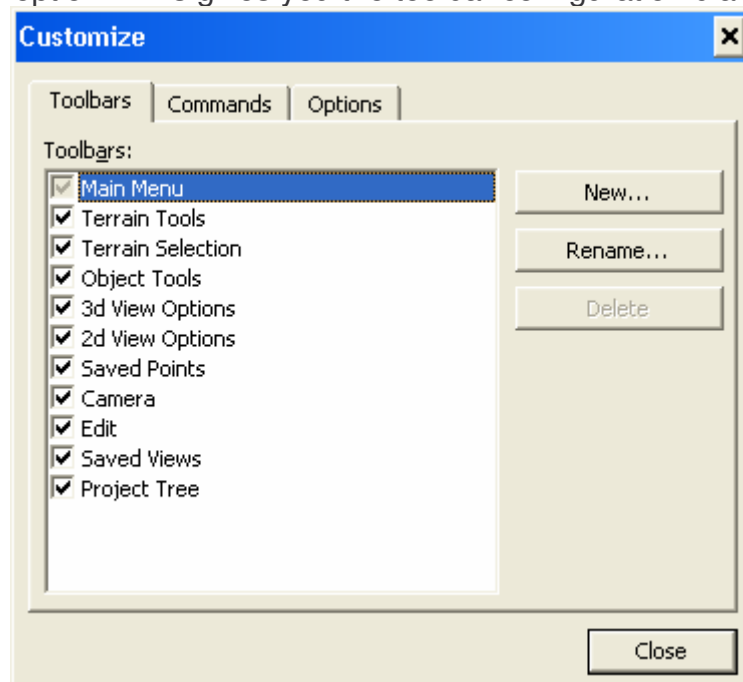 Customize
Toolbars
Commands
Options
Toolbars:
Main Menu
Terrain Tools
Terrain Selection
Object Tools
3d View Options
2d View Options
Saved Points
Camera
Edit
Saved Views
Project Tree
New...
Rename...
Delete
Close